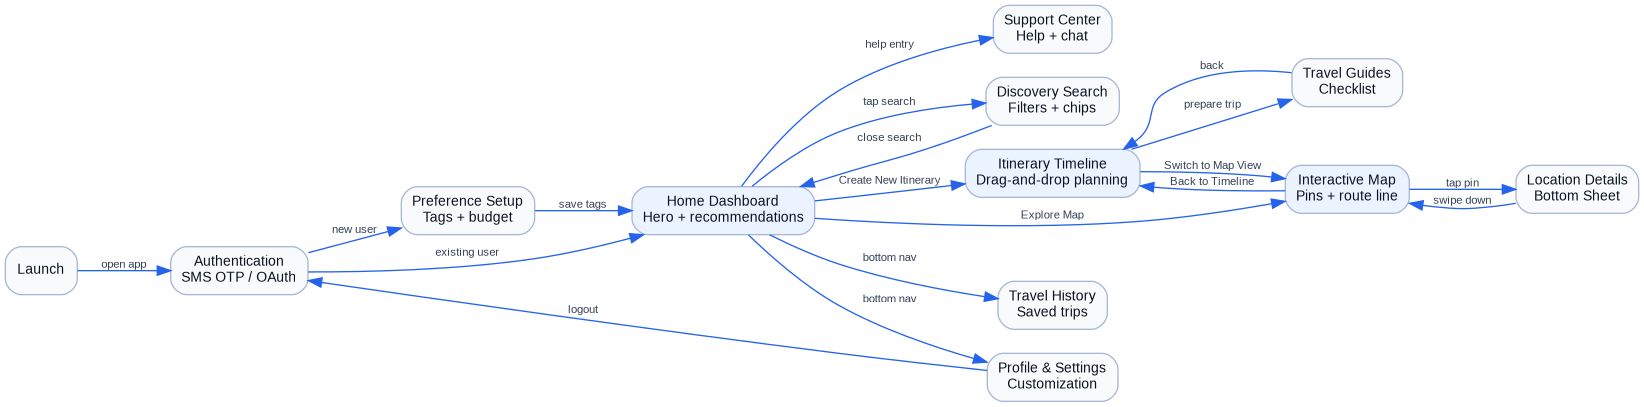 Launch
open app
Authentication
SMS OTP / OAuth
new user
existing user
logout
Preference Setup
Tags + budget
save tags
Home Dashboard
Hero + recommendations
help entry
tap search
close search
Create New Itinerary
Explore Map
bottom nav
bottom nav
Support Center
Help + chat
Discovery Search
Filters + chips
Itinerary Timeline
Drag-and-drop planning
Travel History
Saved trips
Profile & Settings
Customization
back
prepare trip
Switch to Map View
Back to Timeline
Travel Guides
Checklist
Interactive Map
Pins + route line
tap pin
swipe down
Location Details
Bottom Sheet